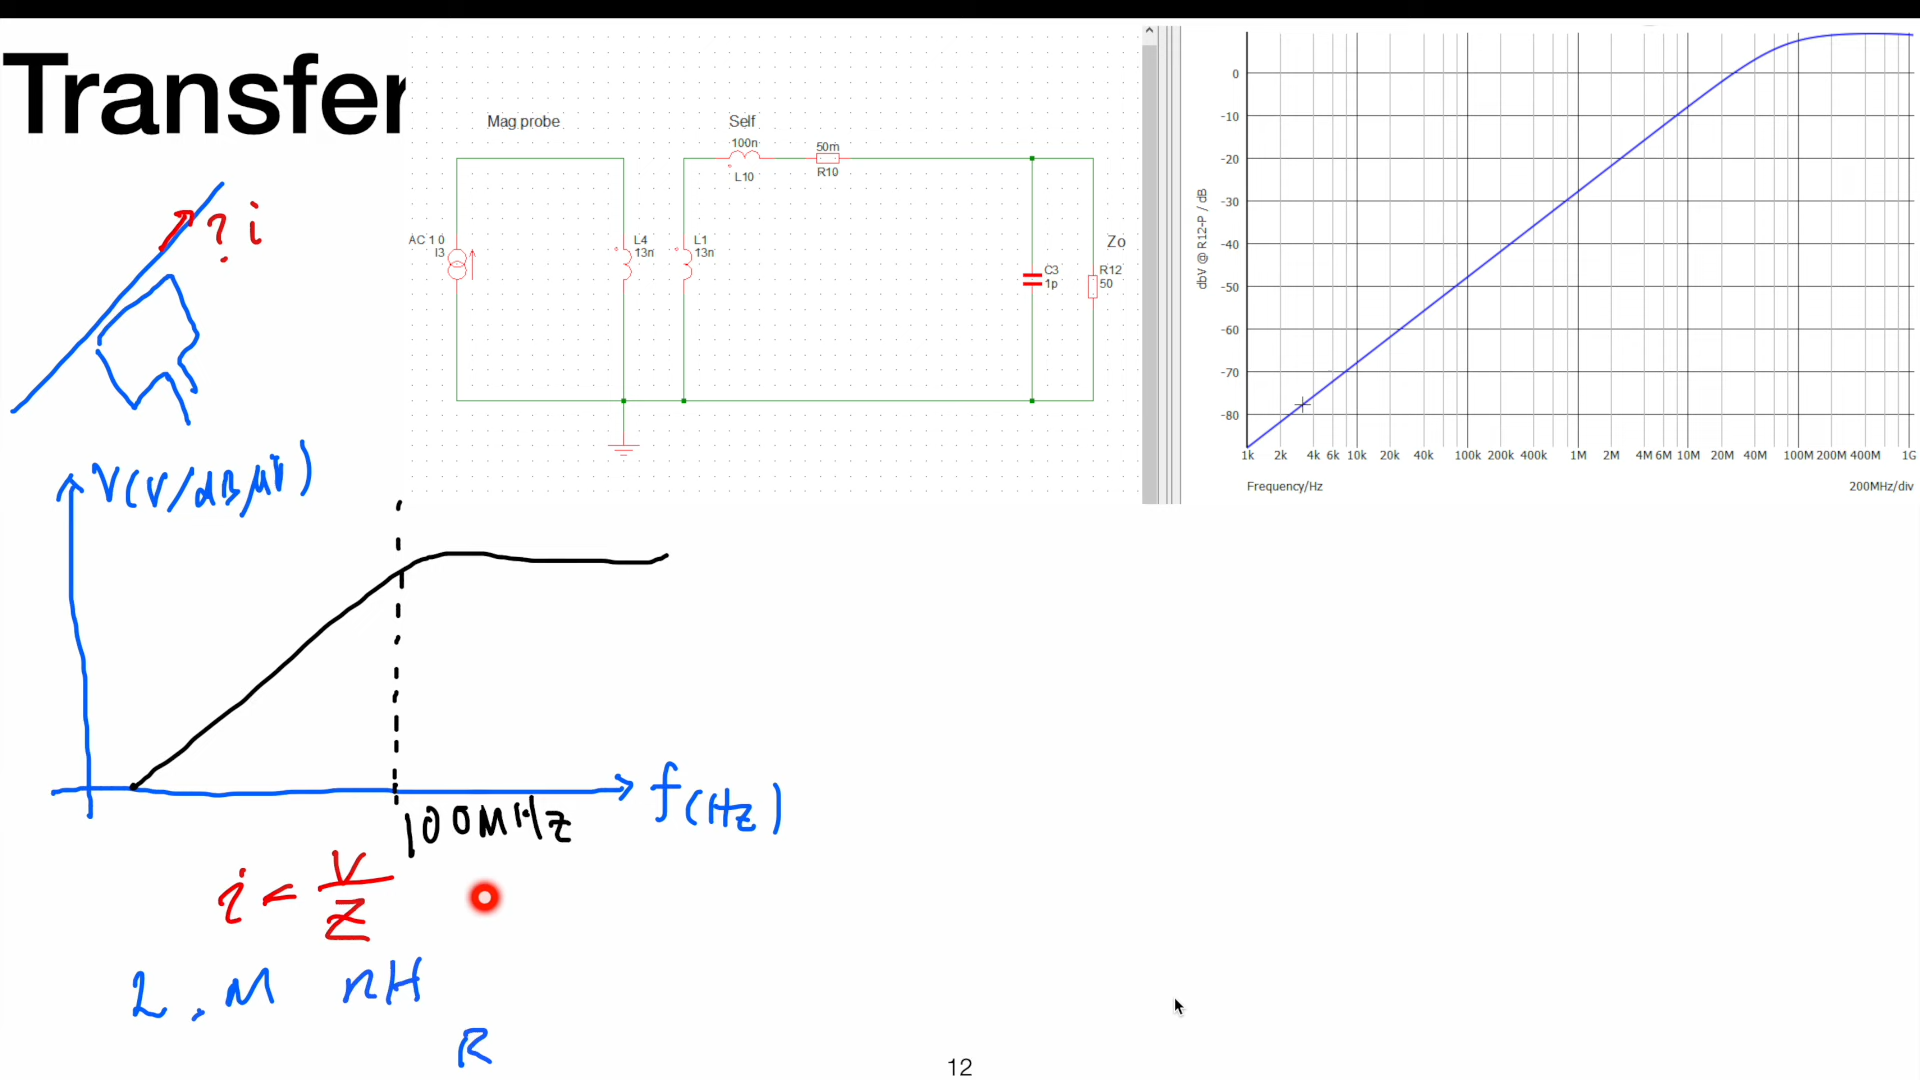 Transfer
Mag probe
Self
100n
L10
50m
R10
AC 1 0
I3
L4
13n
L1
13n
C3
1p
Zo
R12
50
dbV @ R12-P / dB
0
-10
-20
-30
-40
-50
-60
-70
-80
1k 2k 4k 6k 10k 20k 40k 100k 200k 400k 1M 2M 4M 6M 10M 20M 40M 100M 200M 400M 1G
Frequency/Hz
200MHz/div
? i
V(V/dBμV)
f(Hz)
100MHz
V
Z
M nH
R
12